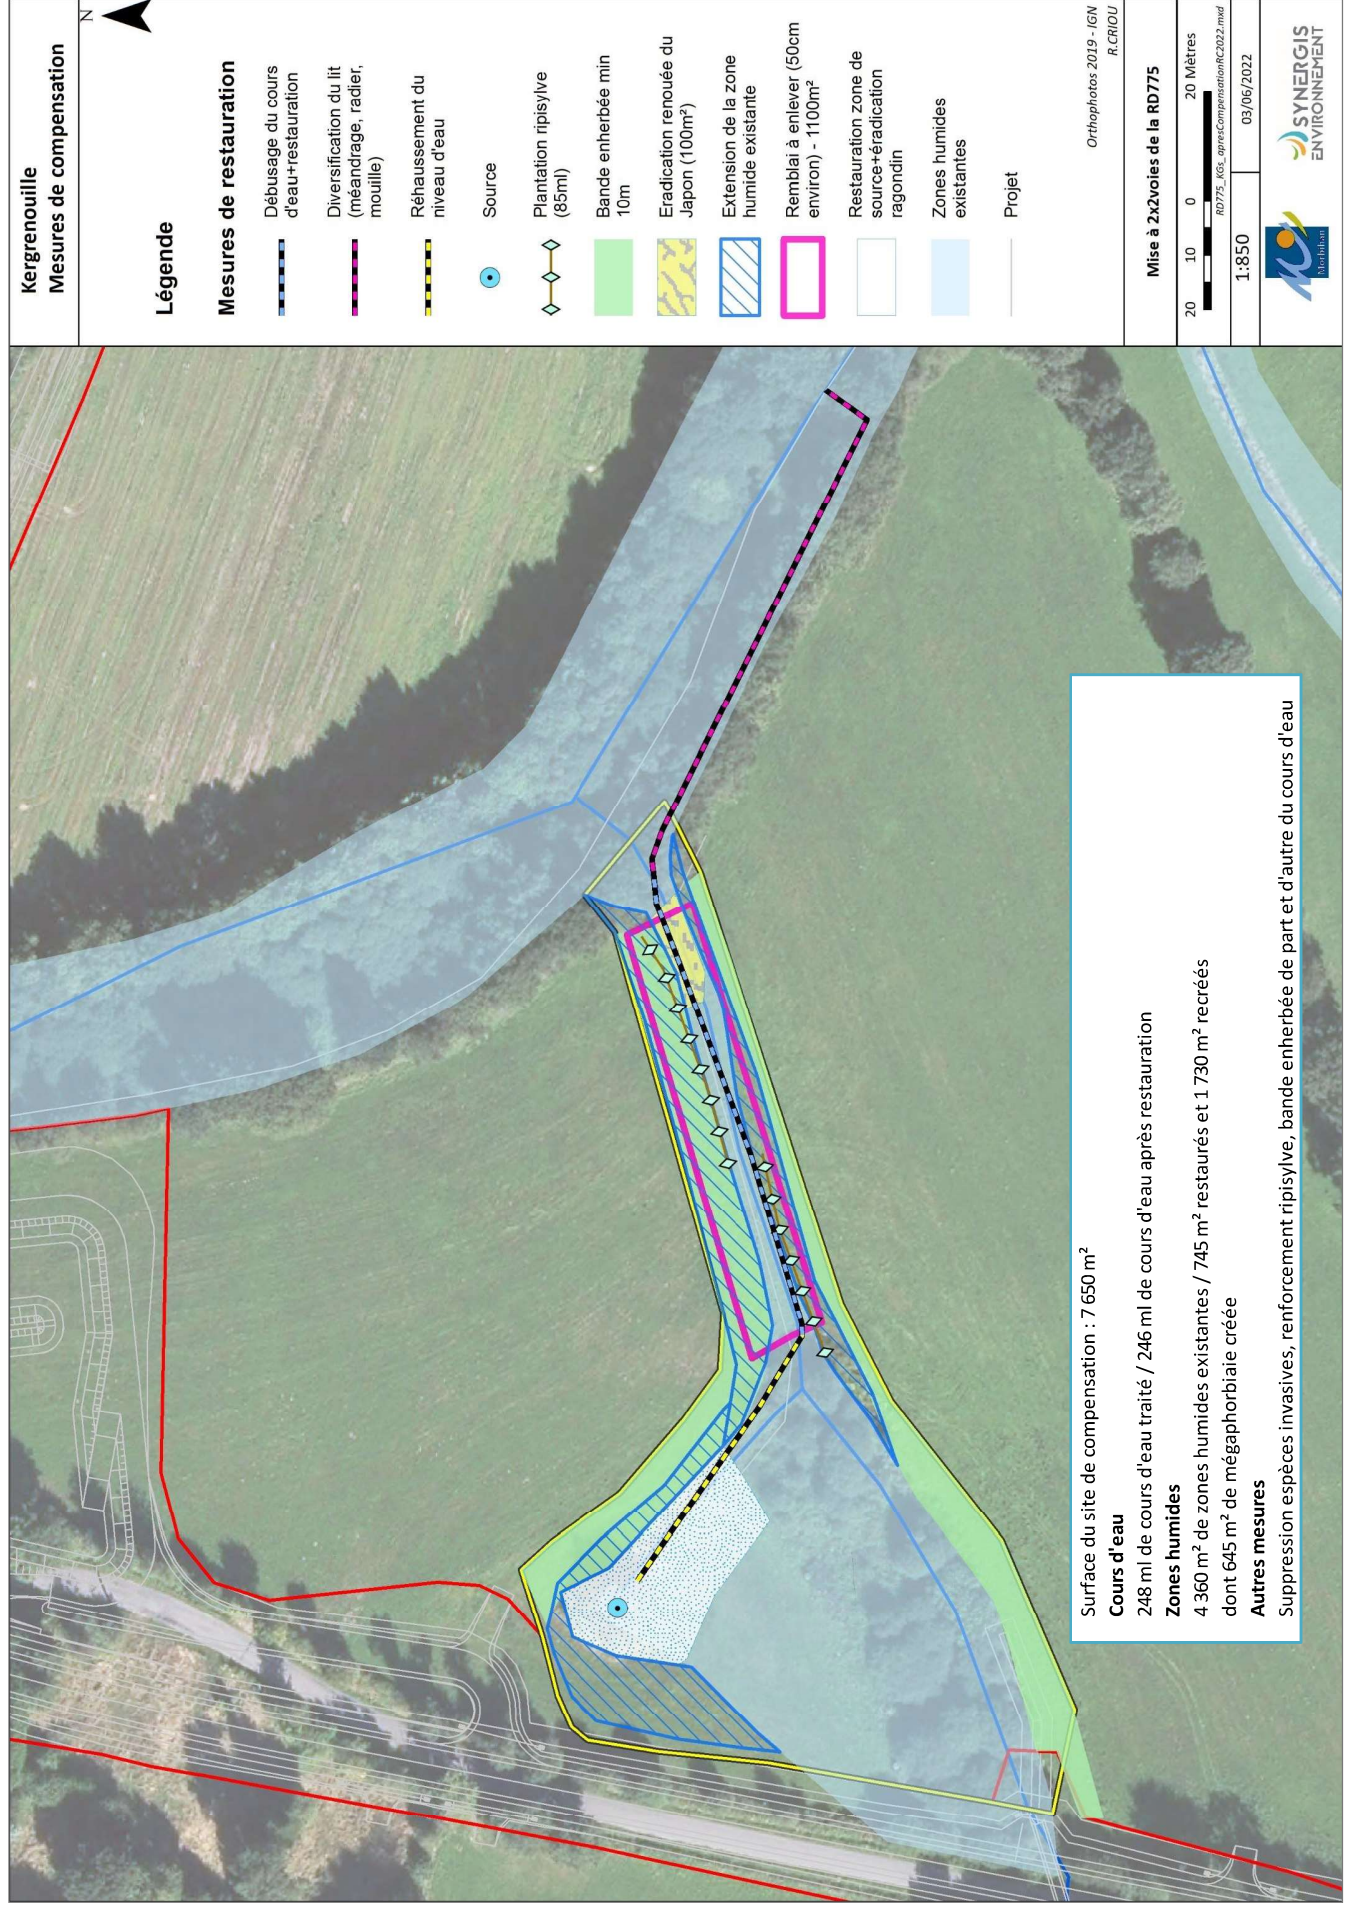 Kergrenouille
Mesures de compensation
N
Légende
Mesures de restauration
Débusage du cours
d'eau+restauration
Diversification du lit
(méandrage, radier,
mouille)
Réhaussement du
niveau d'eau
Source
Plantation ripisylve
(85ml)
Bande enherbée min
10m
Eradication renouée du
Japon (100m²)
Extension de la zone
humide existante
Remblai à enlever (50cm
environ) - 1100m²
Restauration zone de
source+éradication
ragondin
Zones humides
existantes
Projet
Orthophotos 2019 - IGN
R.CRIOU
Mise à 2x2voies de la RD775
20 10 0 20 Mètres
RD775_KGs_apresCompensationRC2022.mxd
1:850
03/06/2022
Morbihan
SYNERGIS
ENVIRONNEMENT
Surface du site de compensation : 7 650 m²
Cours d'eau
248 ml de cours d'eau traité / 246 ml de cours d'eau après restauration
Zones humides
4 360 m² de zones humides existantes / 745 m² restaurés et 1 730 m² recréés
dont 645 m² de mégaphorbiaie créée
Autres mesures
Suppression espèces invasives, renforcement ripisylve, bande enherbée de part et d'autre du cours d'eau